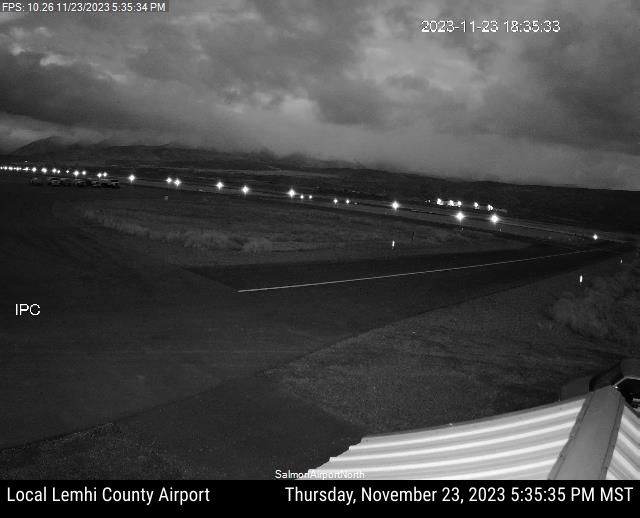 FPS: 10.26 11/23/2023 5:35:34 PM
2023-11-23 18:35:33
IPC
SalmonAirportNorth
Local Lemhi County Airport
Thursday, November 23, 2023 5:35:35 PM MST